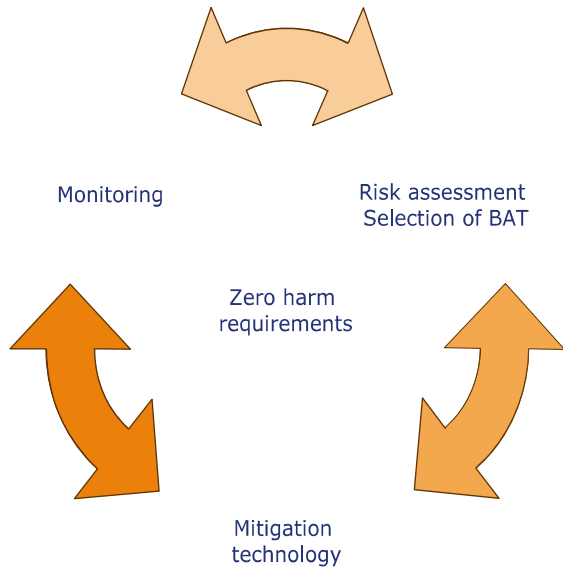 Monitoring
Risk assessment
Selection of BAT
Zero harm
requirements
Mitigation
technology